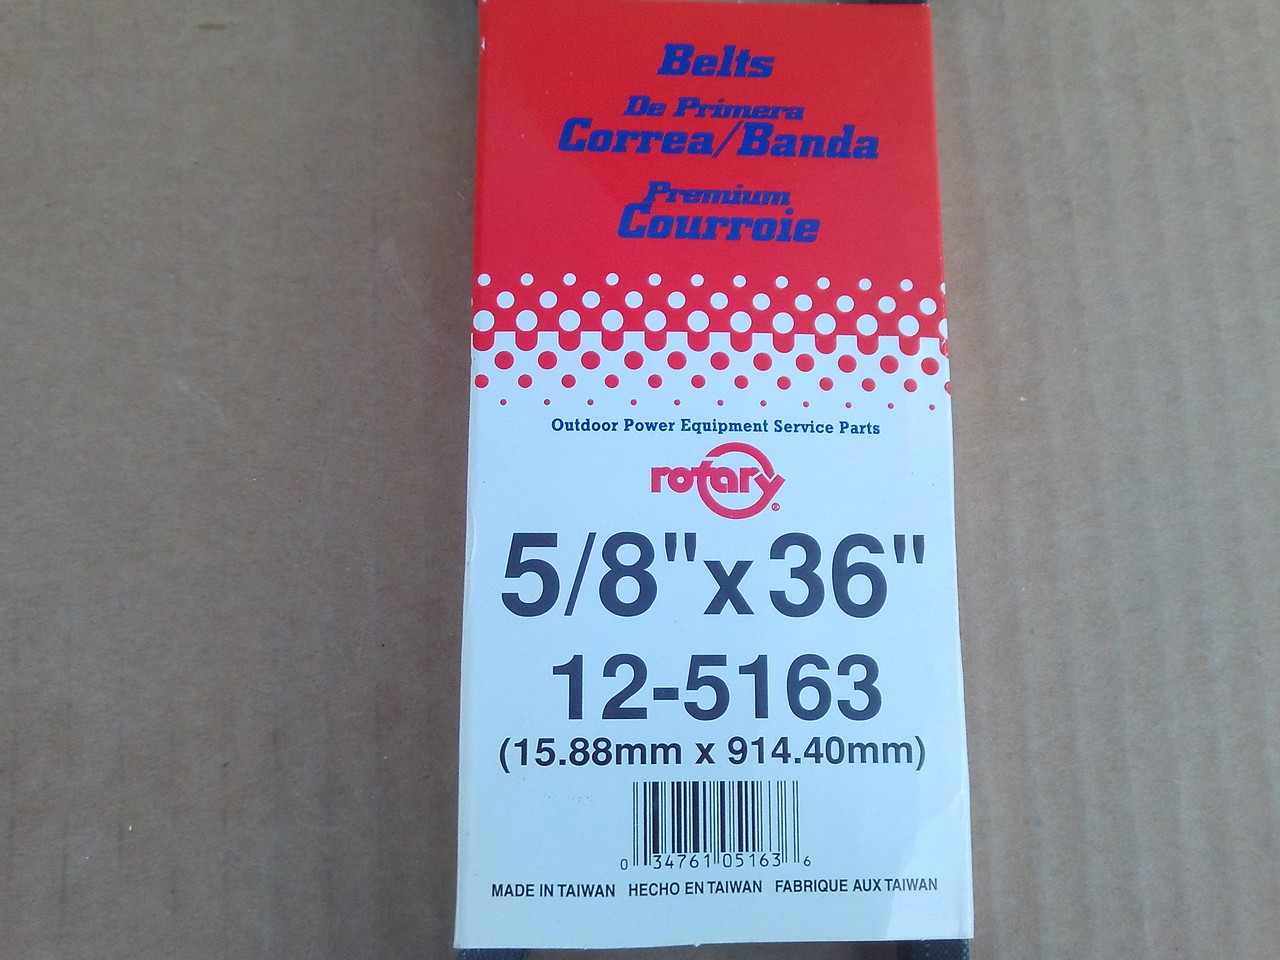 Belts
De Primera
Correa/Banda
Premium
Courroie
Outdoor Power Equipment Service Parts
rotary®
5/8" x 36"
12-5163
(15.88mm x 914.40mm)
0 34761 05163 6
MADE IN TAIWAN HECHO EN TAIWAN FABRIQUE AUX TAIWAN